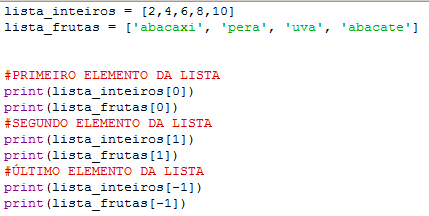 lista_inteiros = [2,4,6,8,10]
lista_frutas = ['abacaxi', 'pera', 'uva', 'abacate']
#PRIMEIRO ELEMENTO DA LISTA
print(lista_inteiros[0])
print(lista_frutas[0])
#SEGUNDO ELEMENTO DA LISTA
print(lista_inteiros[1])
print(lista_frutas[1])
#ÚLTIMO ELEMENTO DA LISTA
print(lista_inteiros[-1])
print(lista_frutas[-1])